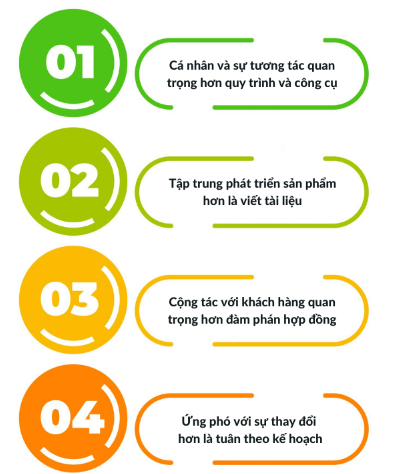 01
Cá nhân và sự tương tác quan
trọng hơn quy trình và công cụ
02
Tập trung phát triển sản phẩm
hơn là viết tài liệu
03
Cộng tác với khách hàng quan
trọng hơn đàm phán hợp đồng
04
Ứng phó với sự thay đổi
hơn là tuân theo kế hoạch